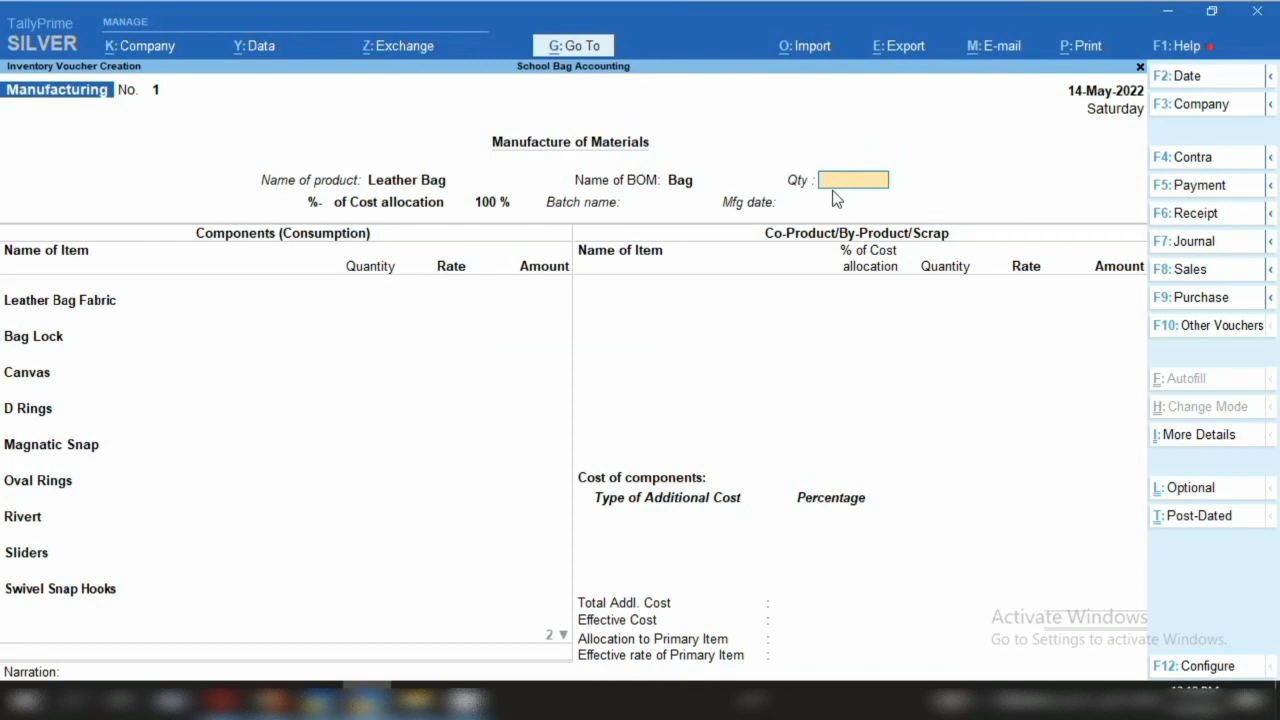 TallyPrime MANAGE
SILVER K: Company Y: Data Z: Exchange G: Go To O: Import E: Export M: E-mail P: Print F1: Help
Inventory Voucher Creation School Bag Accounting
Manufacturing No. 1 14-May-2022
Saturday
Manufacture of Materials
Name of product: Leather Bag Name of BOM: Bag Qty :
%- of Cost allocation 100 % Batch name: Mfg date:
Components (Consumption) Co-Product/By-Product/Scrap
Name of Item Name of Item % of Cost
Quantity Rate Amount allocation Quantity Rate Amount
Leather Bag Fabric
Bag Lock
Canvas
D Rings
Magnatic Snap
Oval Rings
Rivert
Sliders
Swivel Snap Hooks
2
Cost of components:
Type of Additional Cost Percentage
Total Addl. Cost :
Effective Cost :
Allocation to Primary Item :
Effective rate of Primary Item :
Narration:
F2: Date
F3: Company
F4: Contra
F5: Payment
F6: Receipt
F7: Journal
F8: Sales
F9: Purchase
F10: Other Vouchers
F: Autofill
H: Change Mode
I: More Details
L: Optional
T: Post-Dated
Activate Windows
Go to Settings to activate Windows.
F12: Configure